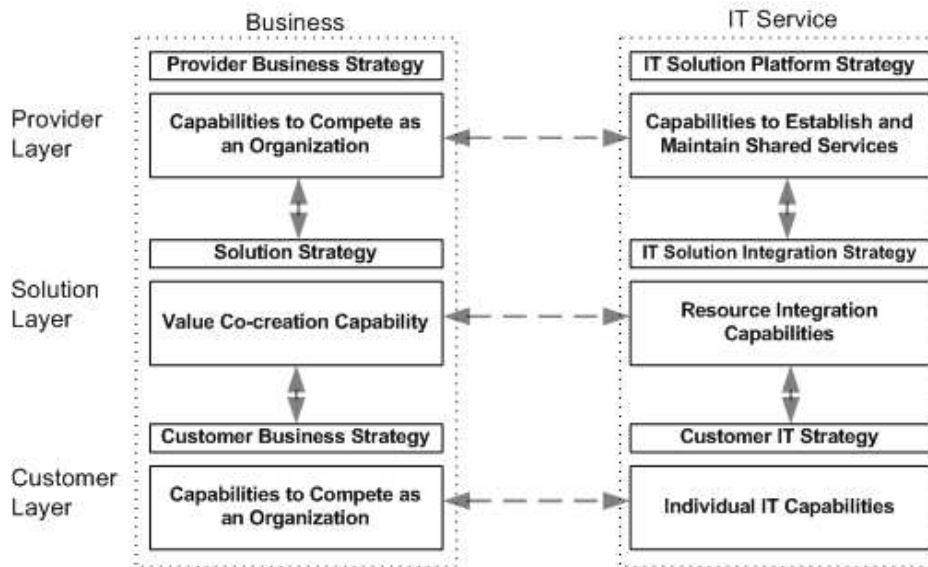 Business
IT Service
Provider Business Strategy
IT Solution Platform Strategy
Provider
Layer
Capabilities to Compete as
an Organization
Capabilities to Establish and
Maintain Shared Services
Solution Strategy
IT Solution Integration Strategy
Solution
Layer
Value Co-creation Capability
Resource Integration
Capabilities
Customer Business Strategy
Customer IT Strategy
Customer
Layer
Capabilities to Compete as
an Organization
Individual IT Capabilities